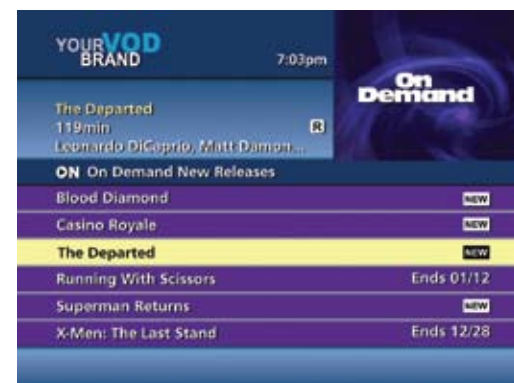 YOUR VOD
BRAND
7:03pm
On
Demand
The Departed
119min R
Leonardo DiCaprio, Matt Damon...
ON On Demand New Releases
Blood Diamond NEW
Casino Royale NEW
The Departed NEW
Running With Scissors Ends 01/12
Superman Returns NEW
X-Men: The Last Stand Ends 12/28